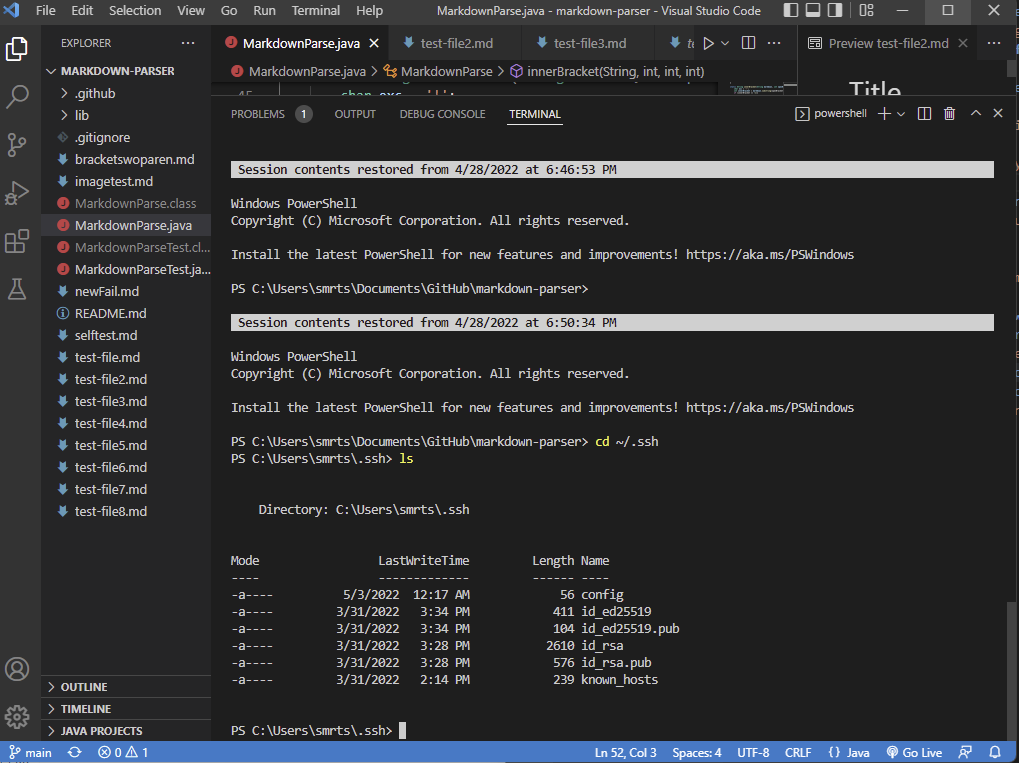 File Edit Selection View Go Run Terminal Help MarkdownParse.java - markdown-parser - Visual Studio Code
EXPLORER
MARKDOWN-PARSER
.github
lib
.gitignore
bracketswoparen.md
imagetest.md
MarkdownParse.class
MarkdownParse.java
MarkdownParseTest.cl...
MarkdownParseTest.ja...
newFail.md
README.md
selftest.md
test-file.md
test-file2.md
test-file3.md
test-file4.md
test-file5.md
test-file6.md
test-file7.md
test-file8.md
OUTLINE
TIMELINE
JAVA PROJECTS
MarkdownParse.java test-file2.md test-file3.md Preview test-file2.md
MarkdownParse.java > MarkdownParse > innerBracket(String, int, int, int)
Title
PROBLEMS 1 OUTPUT DEBUG CONSOLE TERMINAL powershell
Session contents restored from 4/28/2022 at 6:46:53 PM
Windows PowerShell
Copyright (C) Microsoft Corporation. All rights reserved.
Install the latest PowerShell for new features and improvements! https://aka.ms/PSWindows
PS C:\Users\smrts\Documents\GitHub\markdown-parser>
Session contents restored from 4/28/2022 at 6:50:34 PM
Windows PowerShell
Copyright (C) Microsoft Corporation. All rights reserved.
Install the latest PowerShell for new features and improvements! https://aka.ms/PSWindows
PS C:\Users\smrts\Documents\GitHub\markdown-parser> cd ~/.ssh
PS C:\Users\smrts\.ssh> ls
Directory: C:\Users\smrts\.ssh
Mode LastWriteTime Length Name
---- ------------- ------ ----
-a---- 5/3/2022 12:17 AM 56 config
-a---- 3/31/2022 3:34 PM 411 id_ed25519
-a---- 3/31/2022 3:34 PM 104 id_ed25519.pub
-a---- 3/31/2022 3:28 PM 2610 id_rsa
-a---- 3/31/2022 3:28 PM 576 id_rsa.pub
-a---- 3/31/2022 2:14 PM 239 known_hosts
PS C:\Users\smrts\.ssh>
main 0 1 Ln 52, Col 3 Spaces: 4 UTF-8 CRLF {} Java Go Live